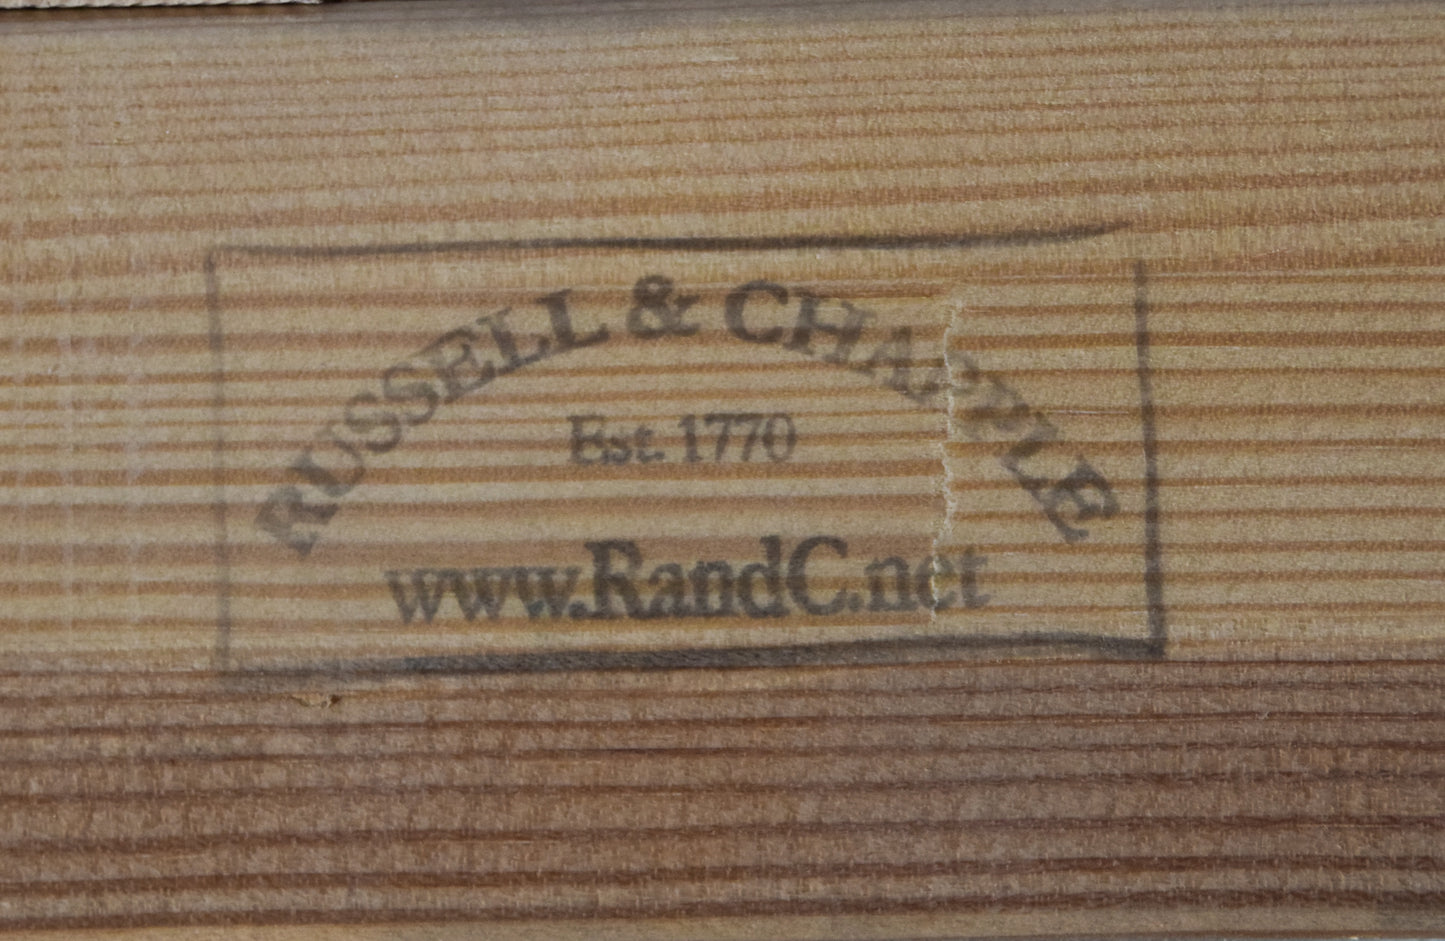 RUSSELL & CHAPPLE
Est. 1770
www.RandC.net